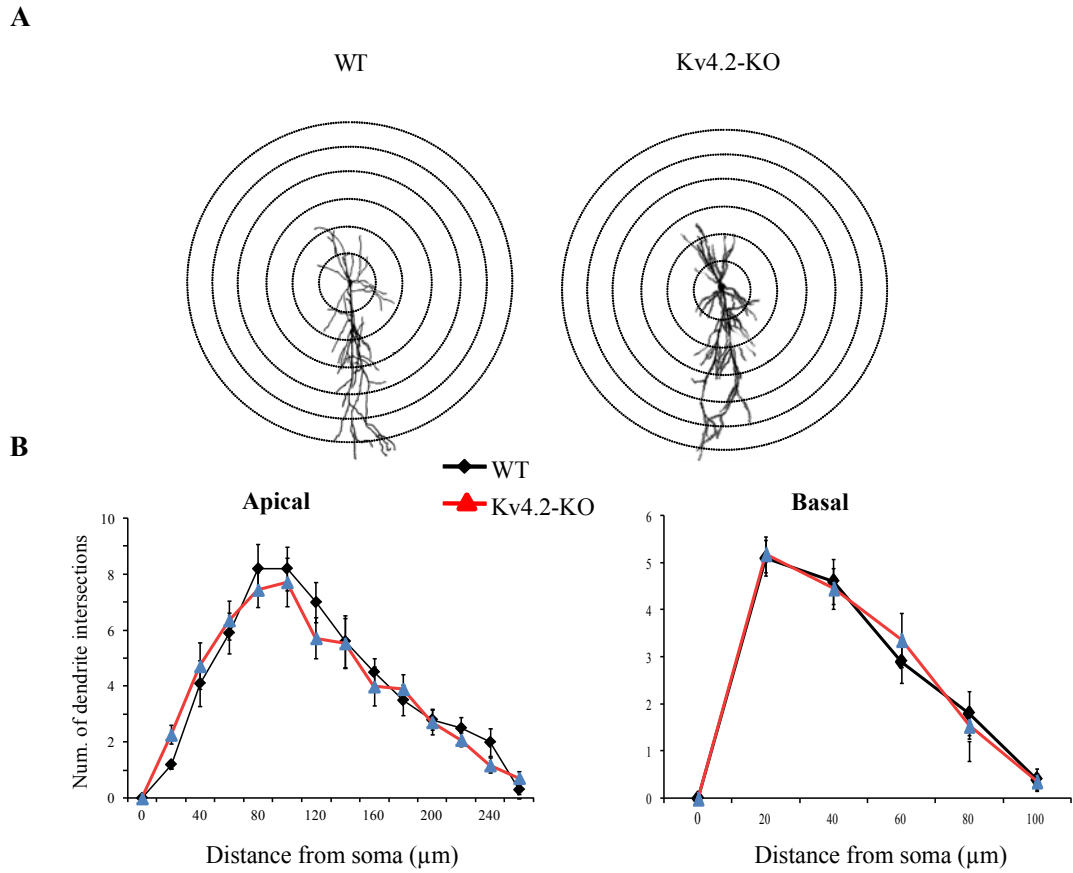 A
WT
Kv4.2-KO
B
WT
Kv4.2-KO
Apical
Num. of dendrite intersections
10
8
6
4
2
0
0 40 80 120 160 200 240
Distance from soma (µm)
Basal
6
5
4
3
2
1
0
0 20 40 60 80 100
Distance from soma (µm)